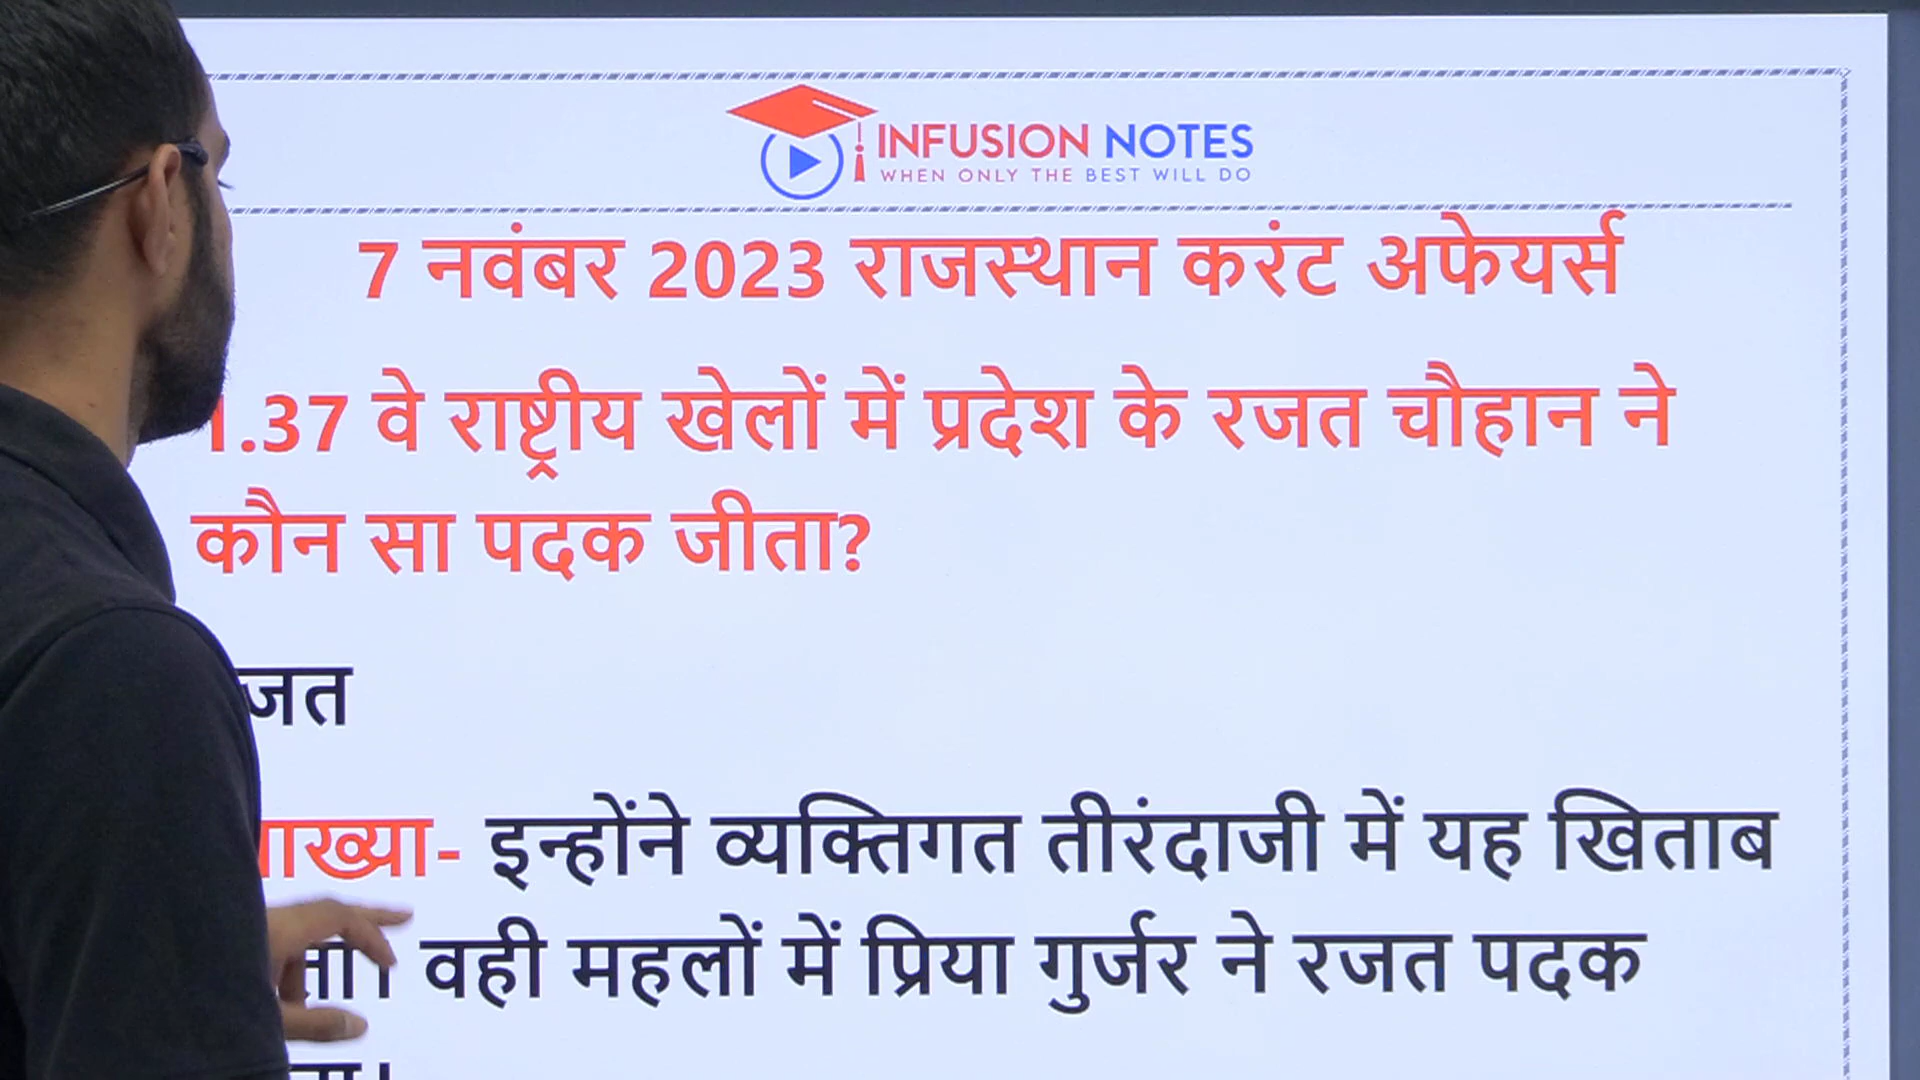 INFUSION NOTES
WHEN ONLY THE BEST WILL DO
7 नवंबर 2023 राजस्थान करंट अफेयर्स
1.37 वे राष्ट्रीय खेलों में प्रदेश के रजत चौहान ने
कौन सा पदक जीता?
इन्होंने व्यक्तिगत तीरंदाजी में यह खिताब
वही महलों में प्रिया गुर्जर ने रजत पदक